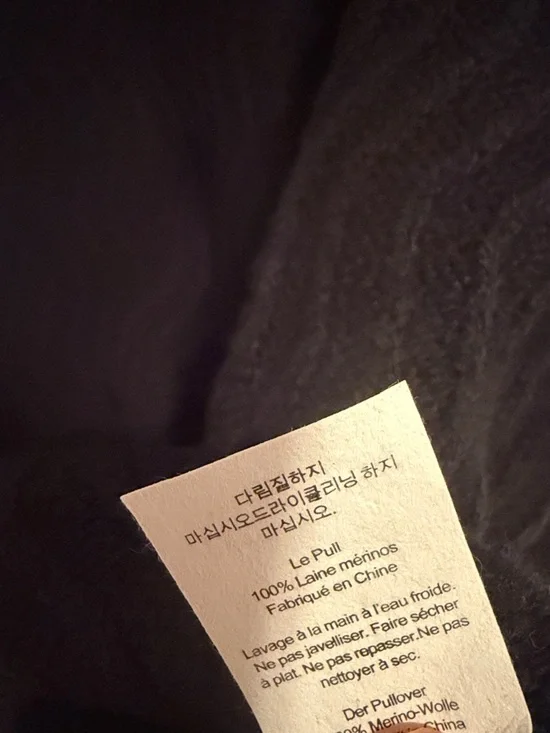 다림질하지
마십시오드라이클리닝 하지
마십시오.
Le Pull
100% Laine mérinos
Fabriqué en Chine
Lavage à la main à l'eau froide.
Ne pas javelliser. Faire sécher
à plat. Ne pas repasser.Ne pas
nettoyer à sec.
Der Pullover
Merino-Wolle
China